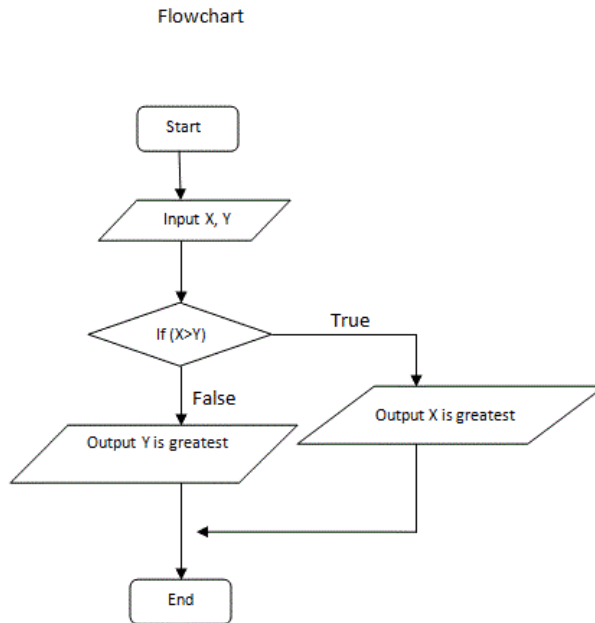 Flowchart
Start
Input X, Y
If (X>Y)
True
False
Output X is greatest
Output Y is greatest
End